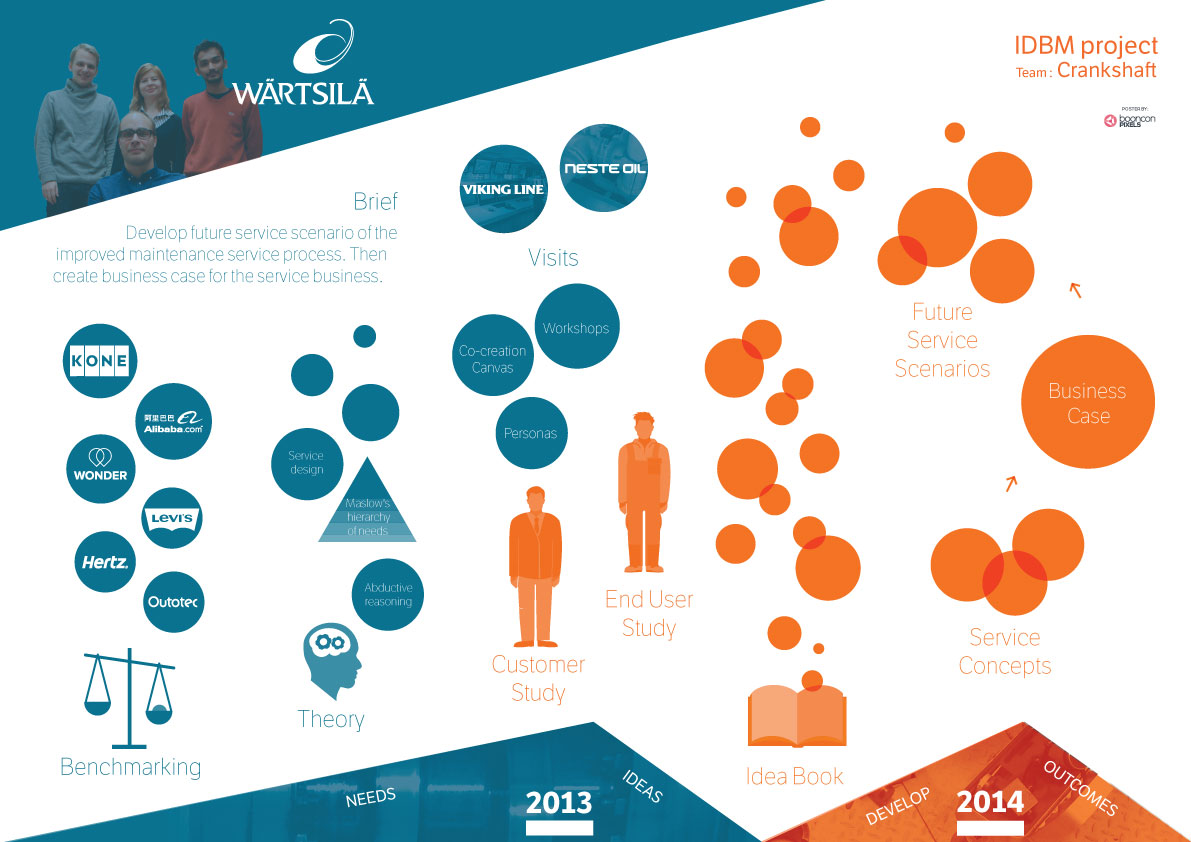 WÄRTSILÄ
IDBM project
Team : Crankshaft
POSTER BY:
booncon
PIXELS
Brief
Develop future service scenario of the
improved maintenance service process. Then
create business case for the service business.
VIKING LINE
NESTE OIL
Visits
Workshops
Co-creation
Canvas
Personas
KONE
阿里巴巴
Alibaba.com
WONDER
LEVI'S
Hertz.
Outotec
Benchmarking
Service
design
Maslow's
hierarchy
of needs
Abductive
reasoning
Theory
Customer
Study
End User
Study
Idea Book
Future
Service
Scenarios
Business
Case
Service
Concepts
NEEDS
2013
IDEAS
DEVELOP
2014
OUTCOMES